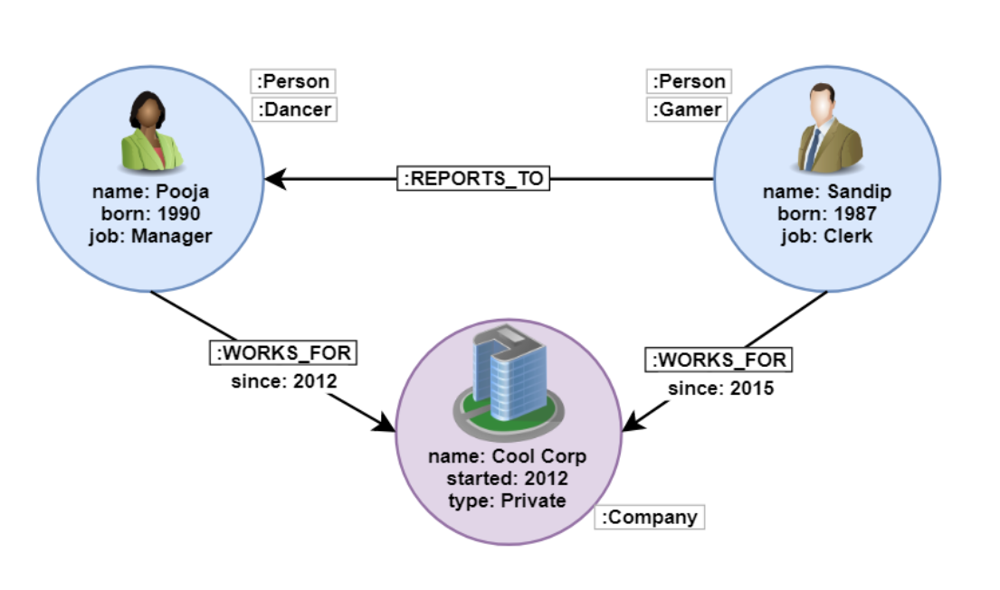 :Person
:Dancer
name: Pooja
born: 1990
job: Manager
:REPORTS_TO
:Person
:Gamer
name: Sandip
born: 1987
job: Clerk
:WORKS_FOR
since: 2012
:WORKS_FOR
since: 2015
name: Cool Corp
started: 2012
type: Private
:Company